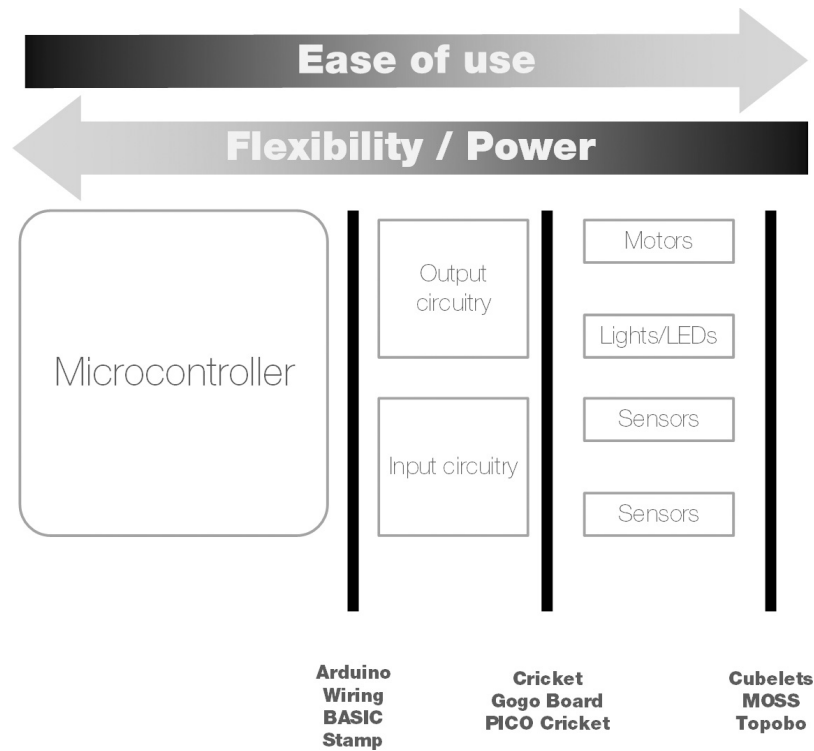 Ease of use
Flexibility / Power
Microcontroller
Output
circuitry
Input circuitry
Motors
Lights/LEDs
Sensors
Sensors
Arduino
Wiring
BASIC
Stamp
Cricket
Gogo Board
PICO Cricket
Cubelets
MOSS
Topobo